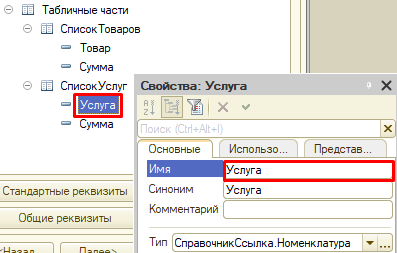 Табличные части
СписокТоваров
Товар
Сумма
СписокУслуг
Услуга
Сумма
Стандартные реквизиты
Общие реквизиты
<Назад
Далее>
Свойства: Услуга
Поиск (Ctrl+Alt+I)
Основные
Использо...
Представ...
Имя
Услуга
Синоним
Услуга
Комментарий
Тип
СправочникСсылка.Номенклатура
...